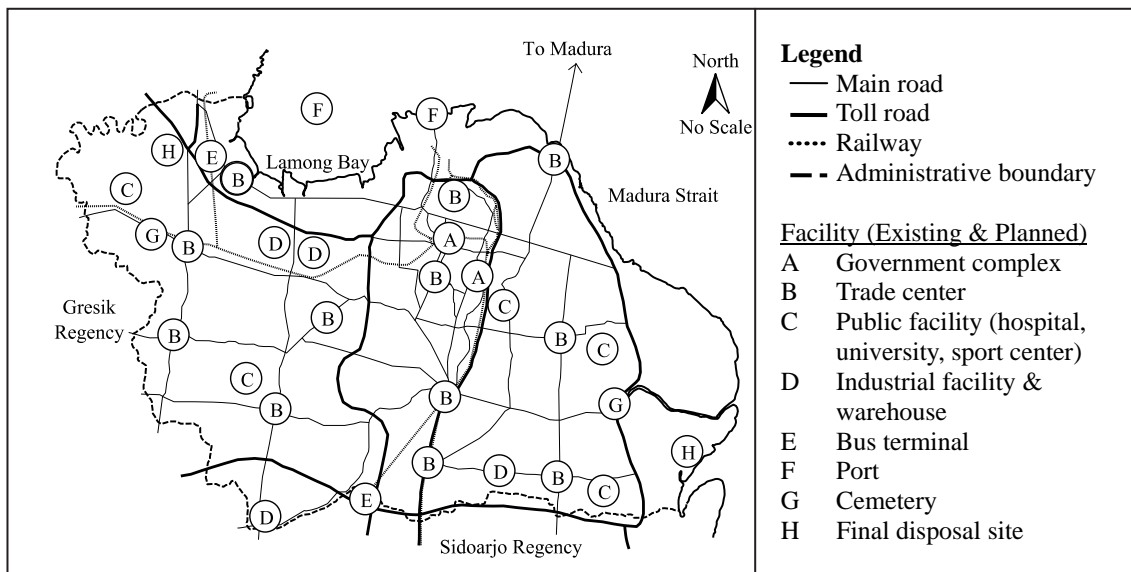 To Madura
North
No Scale
F
F
H
E
Lamong Bay
B
B
B
C
Madura Strait
G
B
D
D
A
B
A
C
Gresik
Regency
B
B
B
C
C
B
B
B
G
H
B
D
B
C
E
D
Sidoarjo Regency
Legend
Main road
Toll road
Railway
Administrative boundary
Facility (Existing & Planned)
A Government complex
B Trade center
C Public facility (hospital,
university, sport center)
D Industrial facility &
warehouse
E Bus terminal
F Port
G Cemetery
H Final disposal site